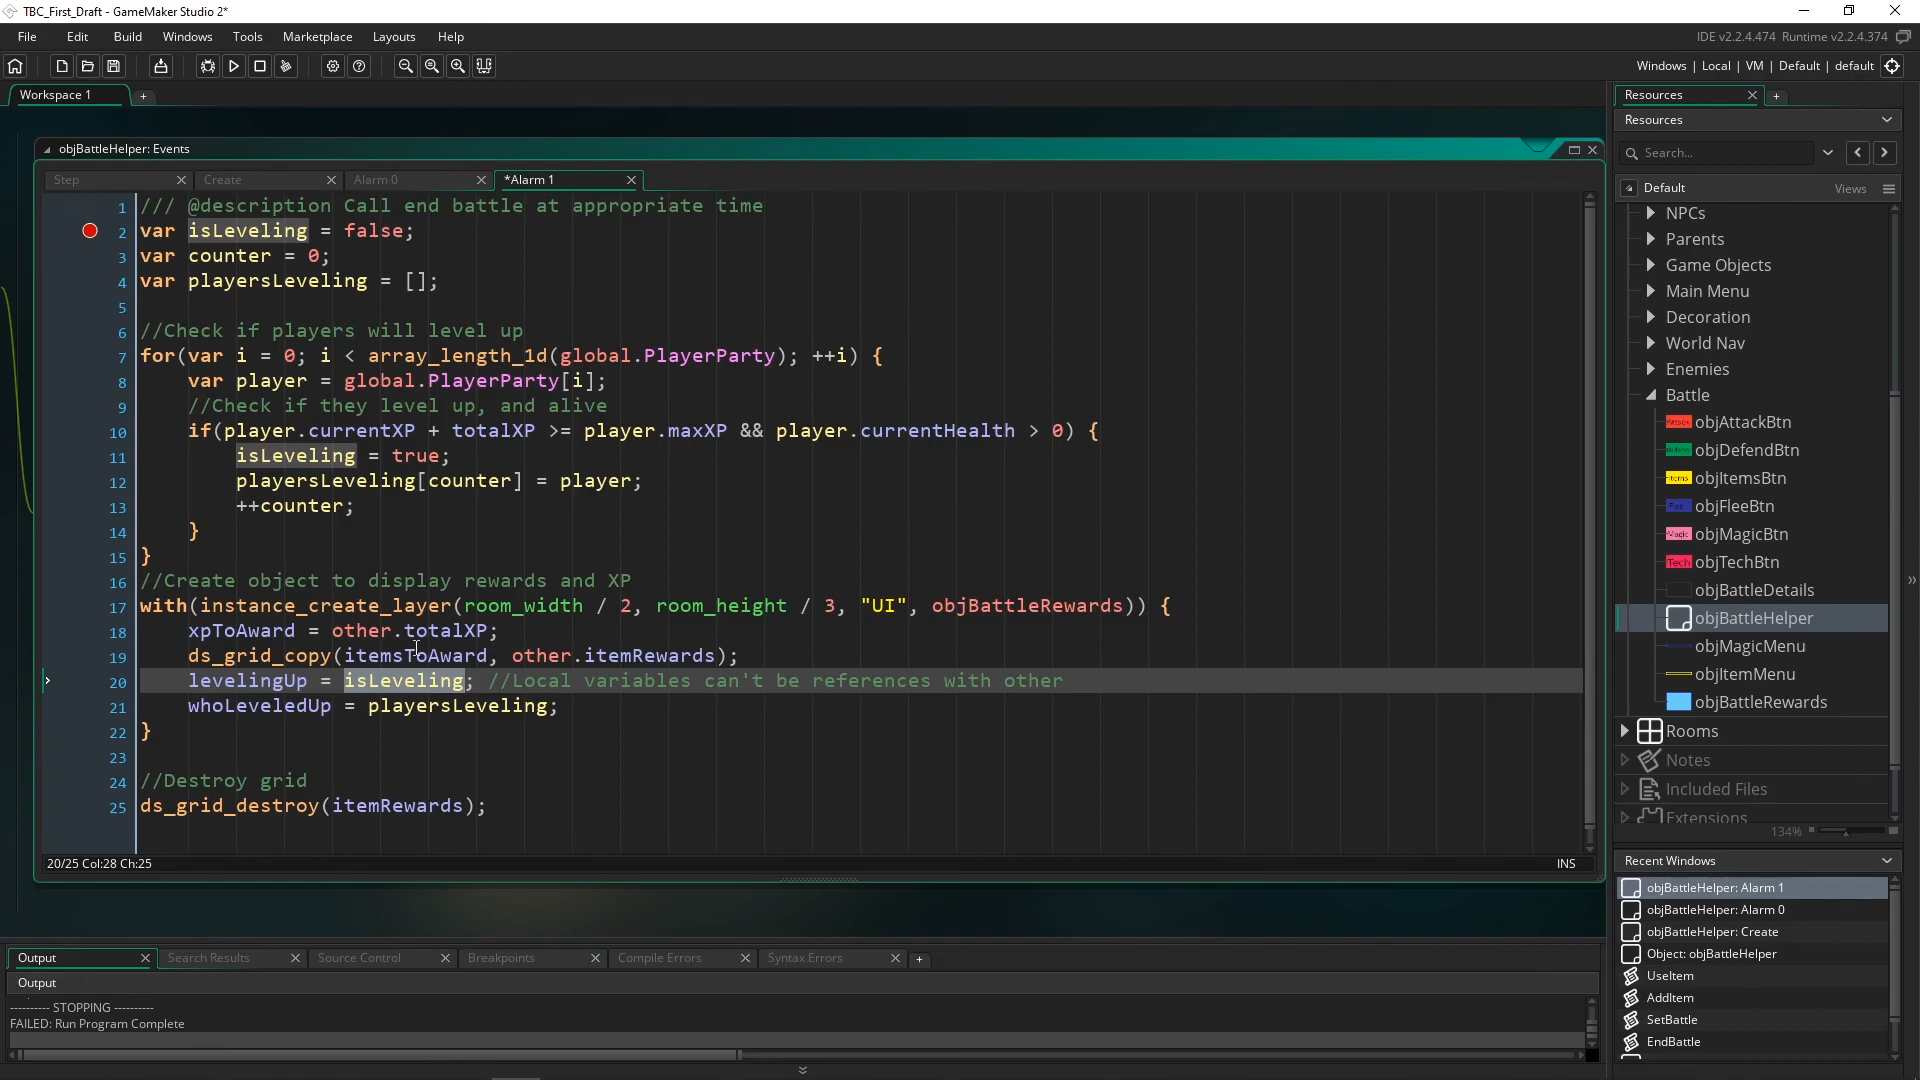 TBC_First_Draft - GameMaker Studio 2*
File Edit Build Windows Tools Marketplace Layouts Help
IDE v2.2.4.474 Runtime v2.2.4.374
Windows | Local | VM | Default | default
Workspace 1
objBattleHelper: Events
Step Create Alarm 0 *Alarm 1
1 /// @description Call end battle at appropriate time
2 var isLeveling = false;
3 var counter = 0;
4 var playersLeveling = [];
5
6 //Check if players will level up
7 for(var i = 0; i < array_length_1d(global.PlayerParty); ++i) {
8 var player = global.PlayerParty[i];
9 //Check if they level up, and alive
10 if(player.currentXP + totalXP >= player.maxXP && player.currentHealth > 0) {
11 isLeveling = true;
12 playersLeveling[counter] = player;
13 ++counter;
14 }
15 }
16 //Create object to display rewards and XP
17 with(instance_create_layer(room_width / 2, room_height / 3, "UI", objBattleRewards)) {
18 xpToAward = other.totalXP;
19 ds_grid_copy(itemsToAward, other.itemRewards);
20 levelingUp = isLeveling; //Local variables can't be references with other
21 whoLeveledUp = playersLeveling;
22 }
23
24 //Destroy grid
25 ds_grid_destroy(itemRewards);
20/25 Col:28 Ch:25
INS
Output Search Results Source Control Breakpoints Compile Errors Syntax Errors
Output
---------- STOPPING ----------
FAILED: Run Program Complete
Resources
Resources
Search...
Default Views
NPCs
Parents
Game Objects
Main Menu
Decoration
World Nav
Enemies
Battle
Attack objAttackBtn
objDefendBtn
Items objItemsBtn
Flee objFleeBtn
Magic objMagicBtn
Tech objTechBtn
objBattleDetails
objBattleHelper
objMagicMenu
objItemMenu
objBattleRewards
Rooms
Notes
Included Files
Extensions
134%
Recent Windows
objBattleHelper: Alarm 1
objBattleHelper: Alarm 0
objBattleHelper: Create
Object: objBattleHelper
UseItem
AddItem
SetBattle
EndBattle